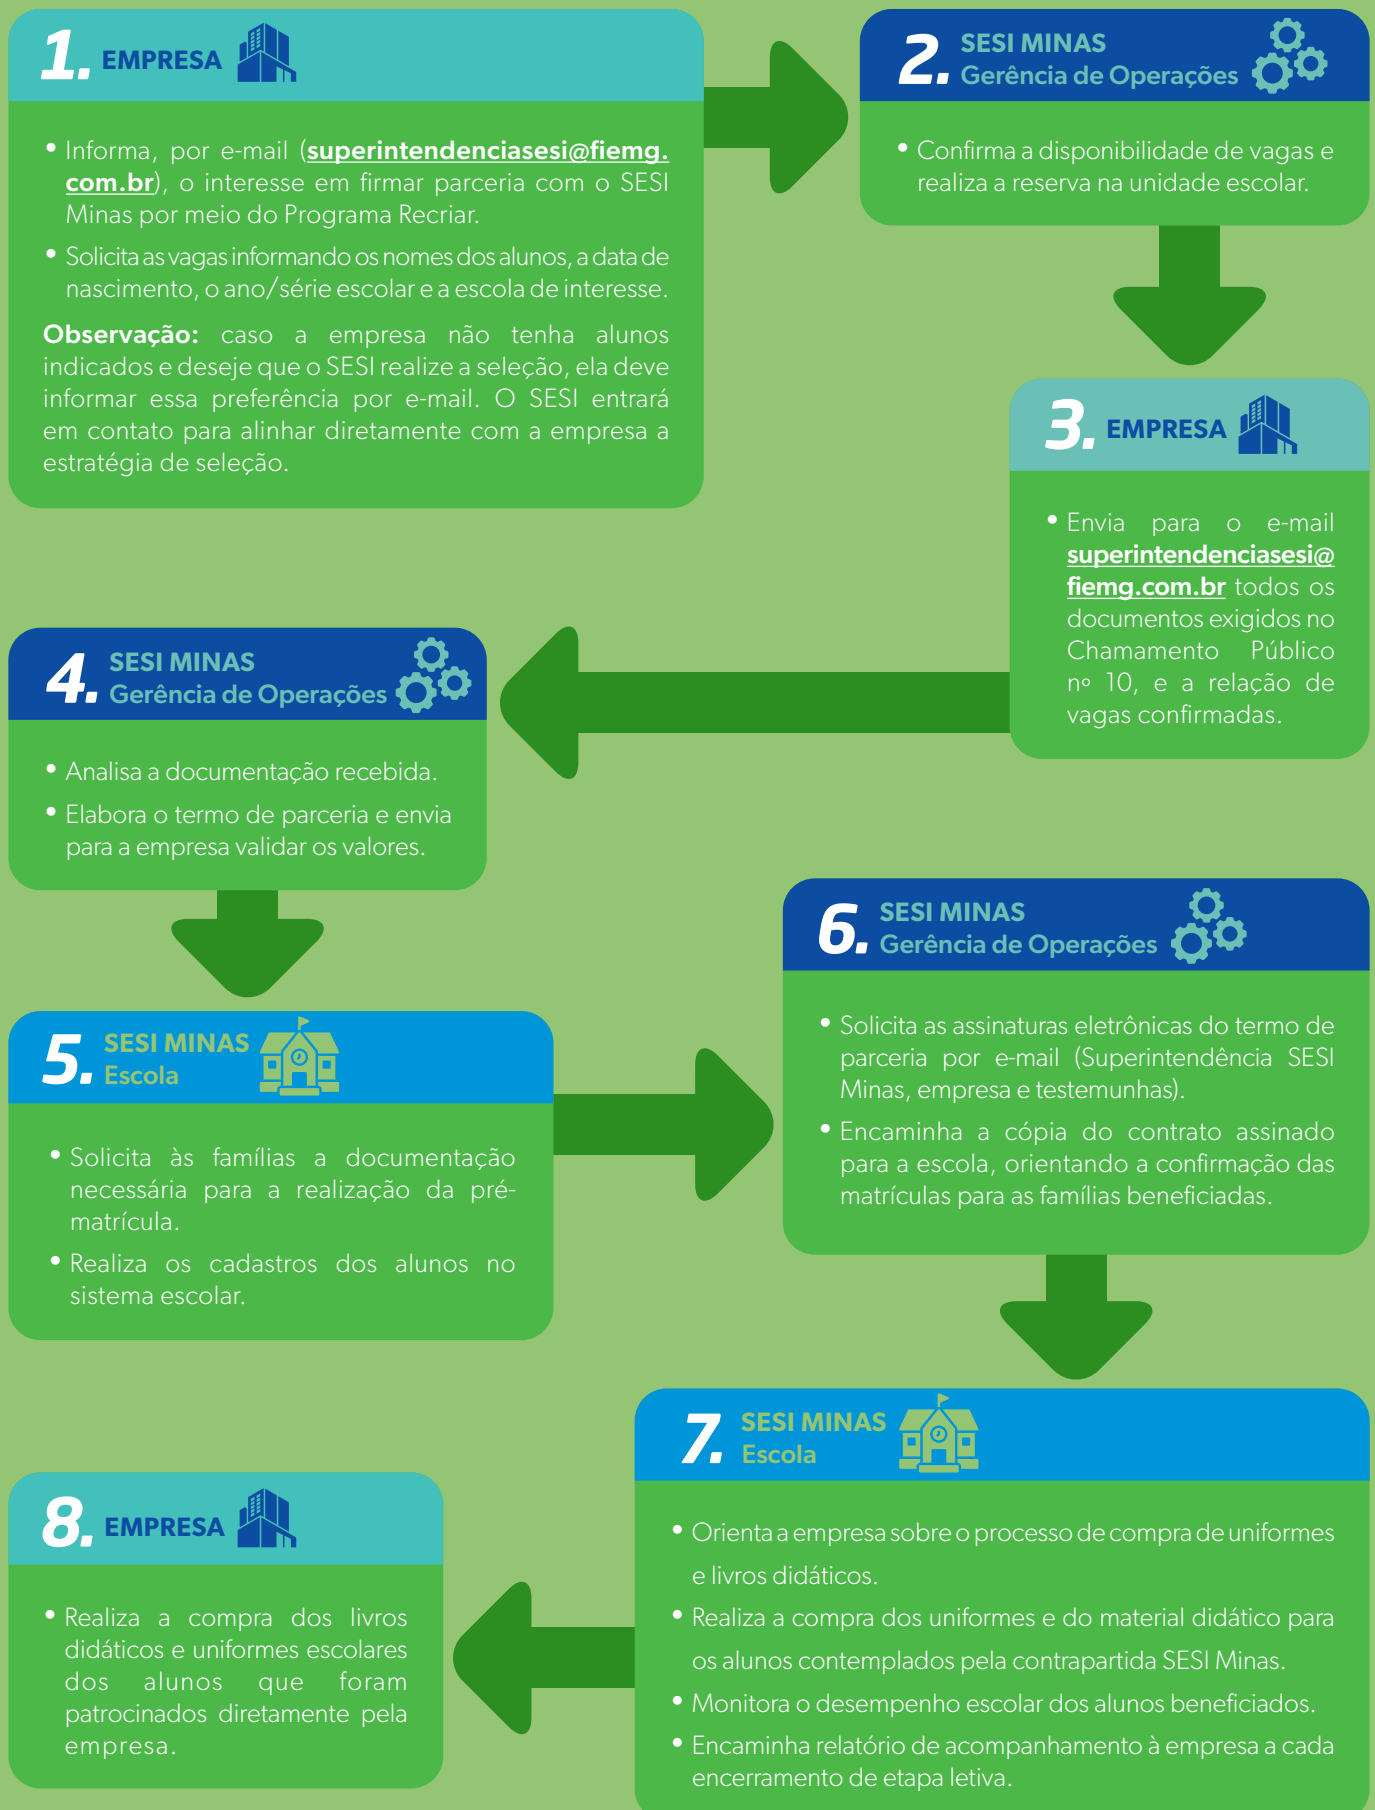 1. EMPRESA
• Informa, por e-mail (superintendenciasesi@fiemg.
com.br), o interesse em firmar parceria com o SESI
Minas por meio do Programa Recriar.
• Solicita as vagas informando os nomes dos alunos, a data de
nascimento, o ano/série escolar e a escola de interesse.
Observação: caso a empresa não tenha alunos
indicados e deseje que o SESI realize a seleção, ela deve
informar essa preferência por e-mail. O SESI entrará
em contato para alinhar diretamente com a empresa a
estratégia de seleção.
2. SESI MINAS
Gerência de Operações
• Confirma a disponibilidade de vagas e
realiza a reserva na unidade escolar.
3. EMPRESA
• Envia para o e-mail
superintendenciasesi@
fiemg.com.br todos os
documentos exigidos no
Chamamento Público
nº 10, e a relação de
vagas confirmadas.
4. SESI MINAS
Gerência de Operações
• Analisa a documentação recebida.
• Elabora o termo de parceria e envia
para a empresa validar os valores.
5. SESI MINAS
Escola
• Solicita às famílias a documentação
necessária para a realização da pré-
matrícula.
• Realiza os cadastros dos alunos no
sistema escolar.
6. SESI MINAS
Gerência de Operações
• Solicita as assinaturas eletrônicas do termo de
parceria por e-mail (Superintendência SESI
Minas, empresa e testemunhas).
• Encaminha a cópia do contrato assinado
para a escola, orientando a confirmação das
matrículas para as famílias beneficiadas.
7. SESI MINAS
Escola
• Orienta a empresa sobre o processo de compra de uniformes
e livros didáticos.
• Realiza a compra dos uniformes e do material didático para
os alunos contemplados pela contrapartida SESI Minas.
• Monitora o desempenho escolar dos alunos beneficiados.
• Encaminha relatório de acompanhamento à empresa a cada
encerramento de etapa letiva.
8. EMPRESA
• Realiza a compra dos livros
didáticos e uniformes escolares
dos alunos que foram
patrocinados diretamente pela
empresa.